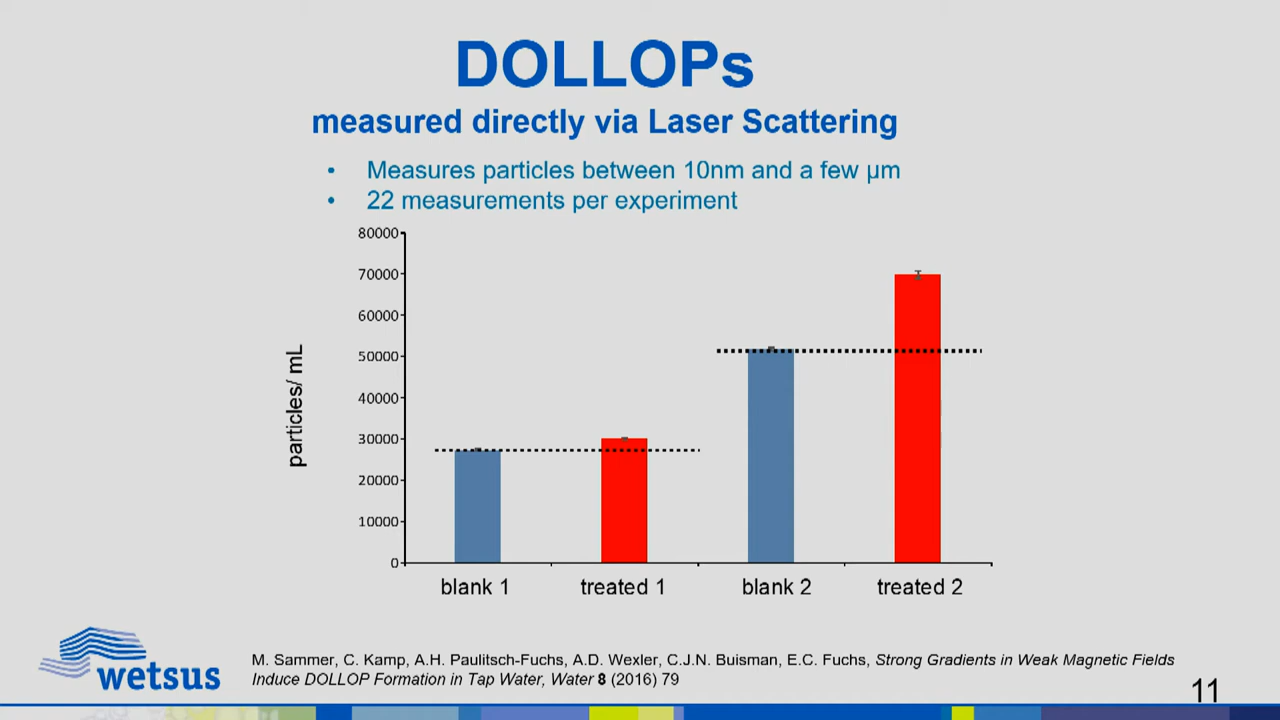 DOLLOPs
measured directly via Laser Scattering
• Measures particles between 10nm and a few µm
• 22 measurements per experiment
80000
70000
60000
50000
40000
30000
20000
10000
0
particles/ mL
blank 1 treated 1 blank 2 treated 2
wetsus
M. Sammer, C. Kamp, A.H. Paulitsch-Fuchs, A.D. Wexler, C.J.N. Buisman, E.C. Fuchs, Strong Gradients in Weak Magnetic Fields
Induce DOLLOP Formation in Tap Water, Water 8 (2016) 79
11